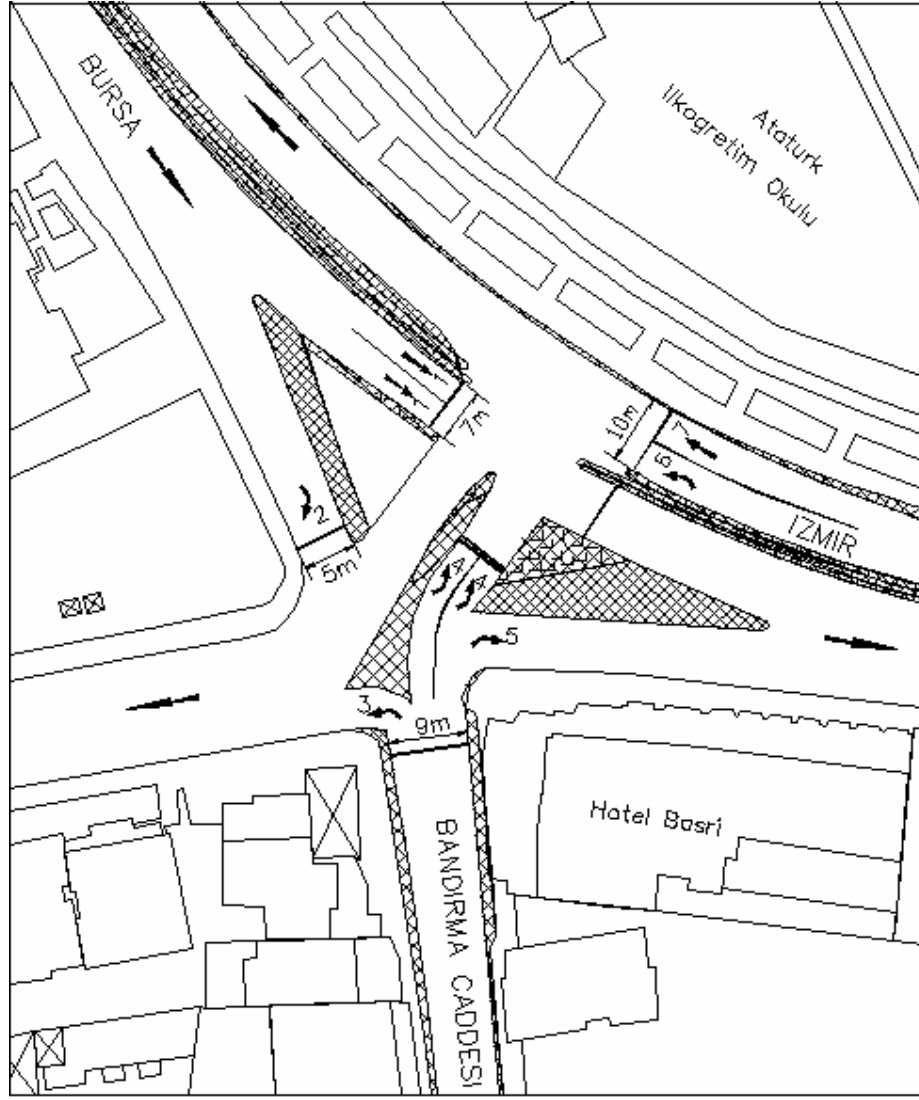 BURSA
Ataturk
Ilkogretim Okulu
7m
10m
7
6
IZMIR
2
5m
4
4
5
3
9m
Hotel Basri
BANDIRMA CADDESI